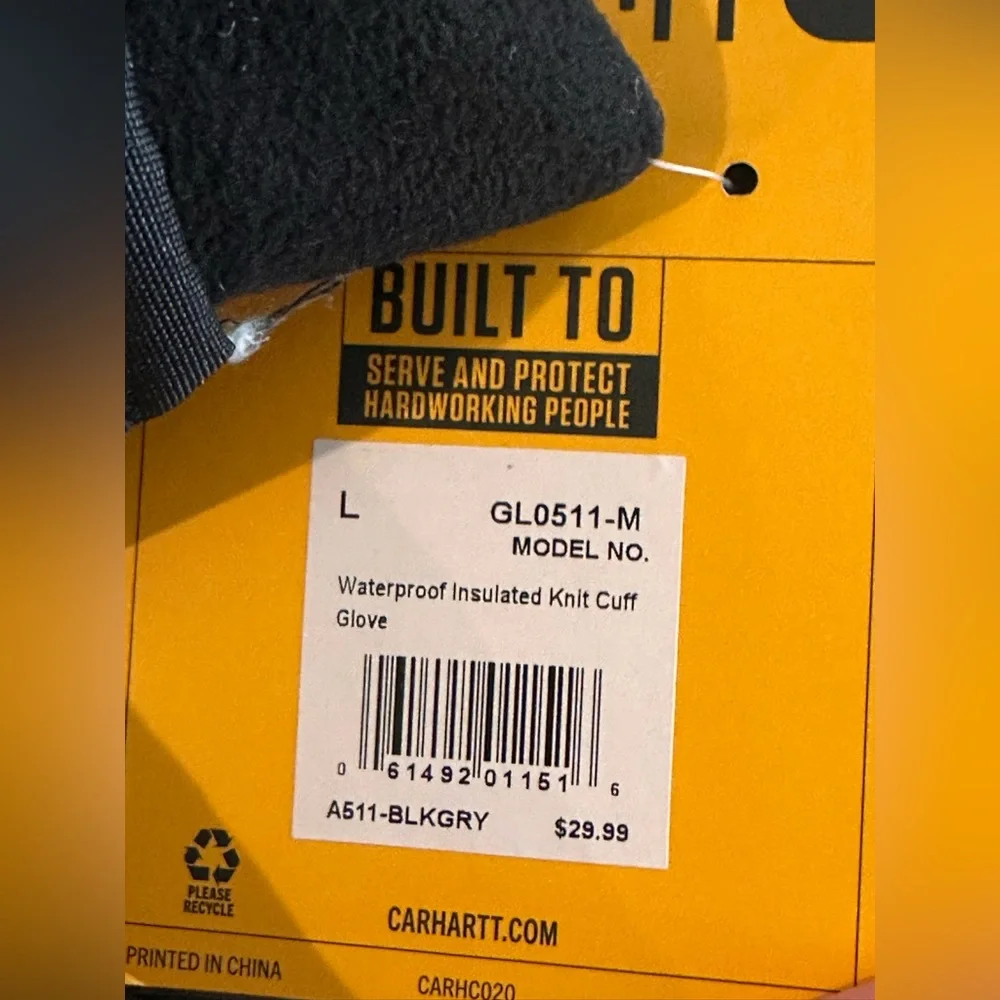 BUILT TO
SERVE AND PROTECT
HARDWORKING PEOPLE
L GL0511-M
MODEL NO.
Waterproof Insulated Knit Cuff
Glove
0 61492 01151 6
A511-BLKGRY $29.99
PLEASE
RECYCLE
CARHARTT.COM
PRINTED IN CHINA
CARHC020